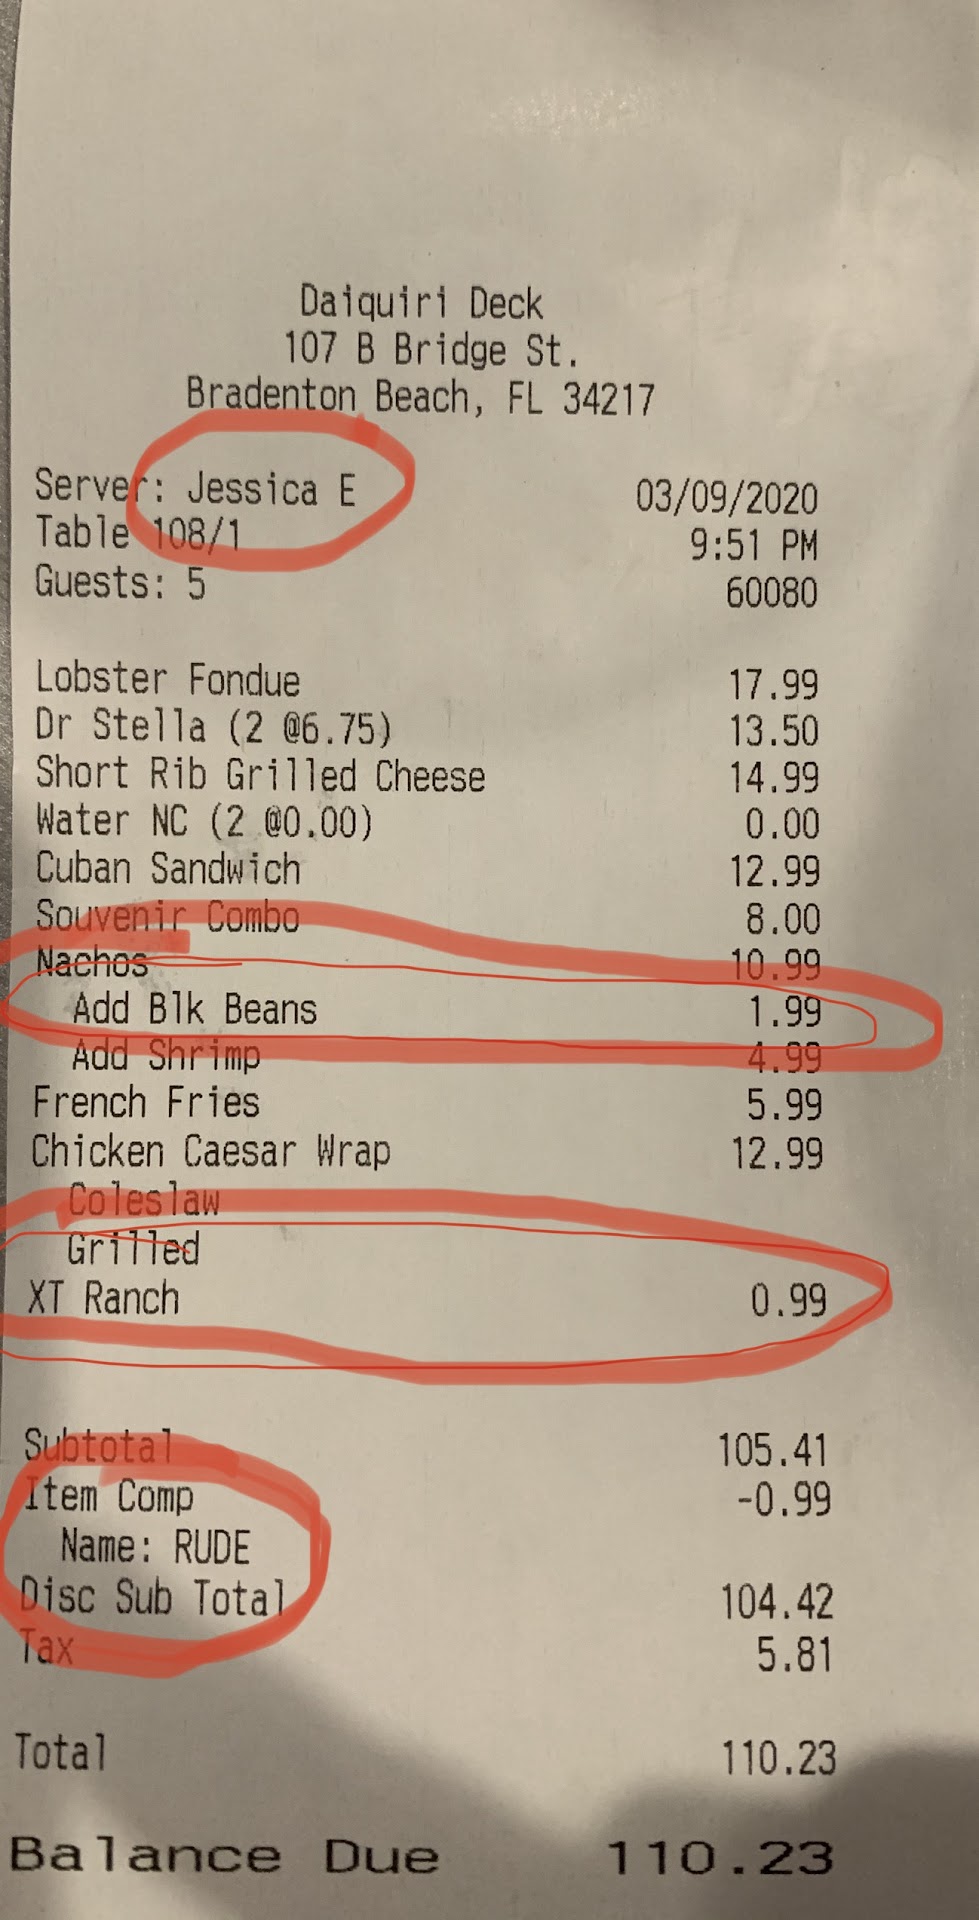 Daiquiri Deck
107 B Bridge St.
Bradenton Beach, FL 34217
Server: Jessica E 03/09/2020
Table 108/1 9:51 PM
Guests: 5 60080
Lobster Fondue 17.99
Dr Stella (2 @6.75) 13.50
Short Rib Grilled Cheese 14.99
Water NC (2 @0.00) 0.00
Cuban Sandwich 12.99
Souvenir Combo 8.00
Nachos 10.99
Add Blk Beans 1.99
Add Shrimp 4.99
French Fries 5.99
Chicken Caesar Wrap 12.99
Coleslaw
Grilled
XT Ranch 0.99
Subtotal 105.41
Item Comp -0.99
Name: RUDE
Disc Sub Total 104.42
Tax 5.81
Total 110.23
Balance Due 110.23